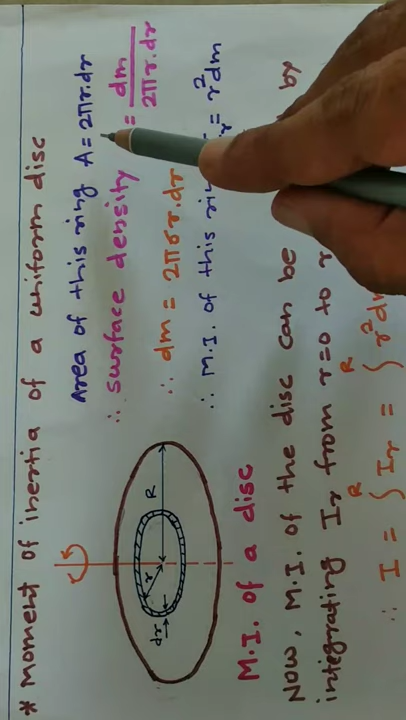 * Moment of inertia of a uniform disc
Area of this ring A = 2πr.dr
∴ surface density = dm / 2πr.dr
∴ dm = 2πσr.dr
∴ M.I. of this = r²dm
dr
r
R
M.I. of a disc
Now, M.I. of the disc can be by
integrating Ir from r=0 to r
∴ I = ∫ Ir = ∫ r²dm
R R